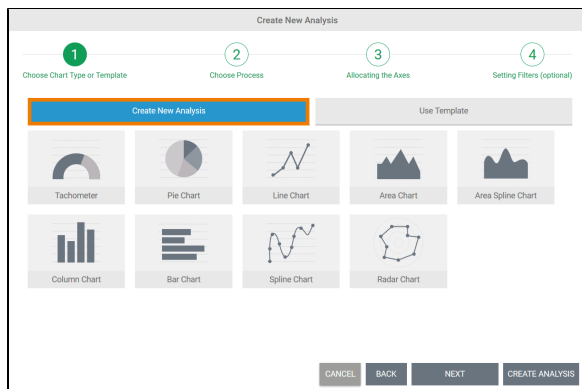 Create New Analysis
1 2 3 4
Choose Chart Type or Template Choose Process Allocating the Axes Setting Filters (optional)
Create New Analysis Use Template
Tachometer Pie Chart Line Chart Area Chart Area Spline Chart
Column Chart Bar Chart Spline Chart Radar Chart
CANCEL BACK NEXT CREATE ANALYSIS